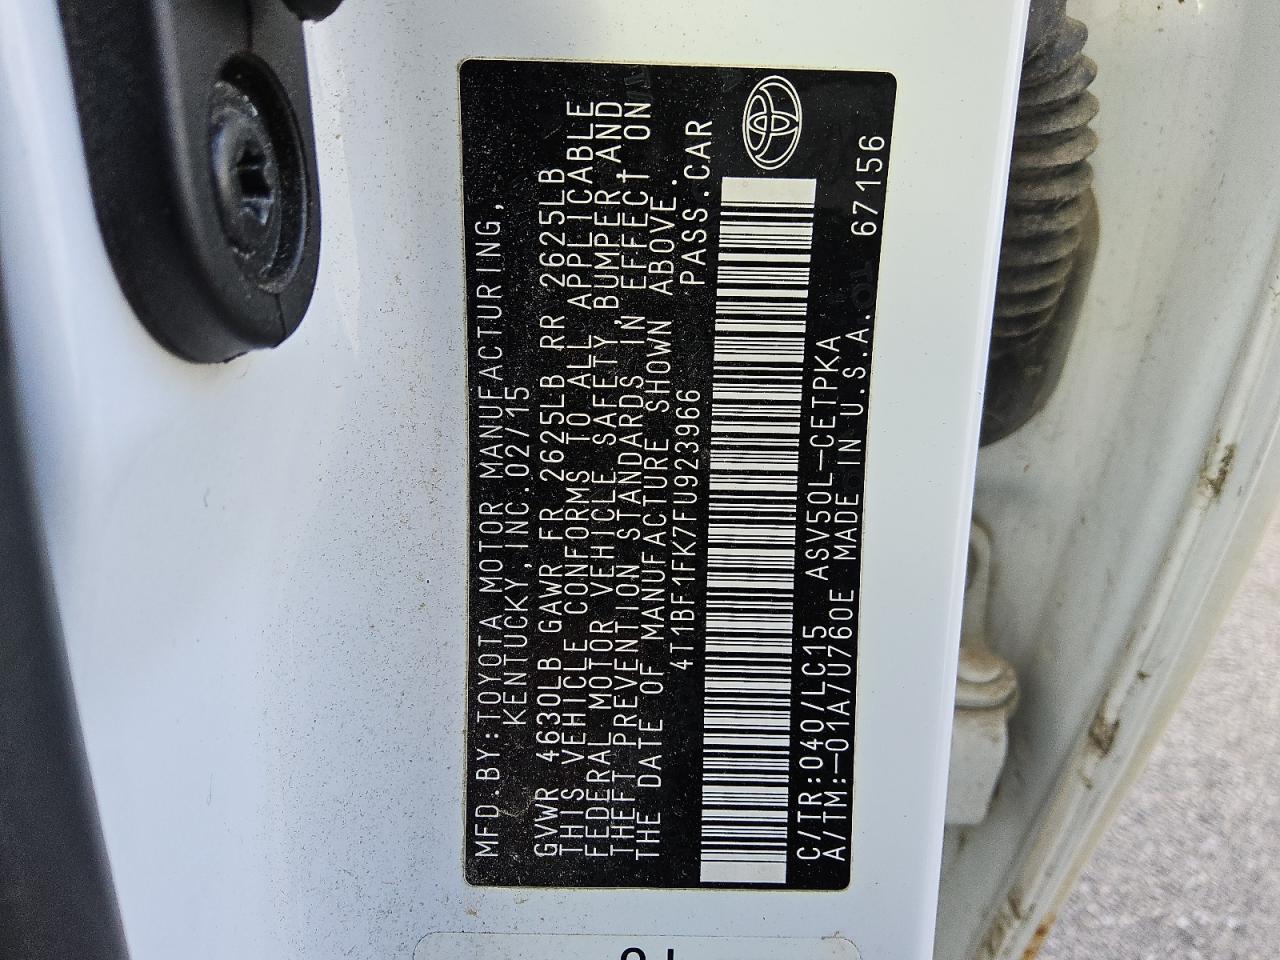 MFD.BY:TOYOTA MOTOR MANUFACTURING,
KENTUCKY,INC.02/15
GVWR 4630LB GAWR FR 2625LB RR 2625LB
THIS VEHICLE CONFORMS TO ALL APPLICABLE
FEDERAL MOTOR VEHICLE SAFETY,BUMPER,AND
THEFT PREVENTION STANDARDS IN EFFECT ON
THE DATE OF MANUFACTURE SHOWN ABOVE.
4T1BF1FK7FU923966 PASS.CAR
C/TR:040/LC15 ASV50L-CETPKA
A/TM:-01A/U760E MADE IN U.S.A. 67156